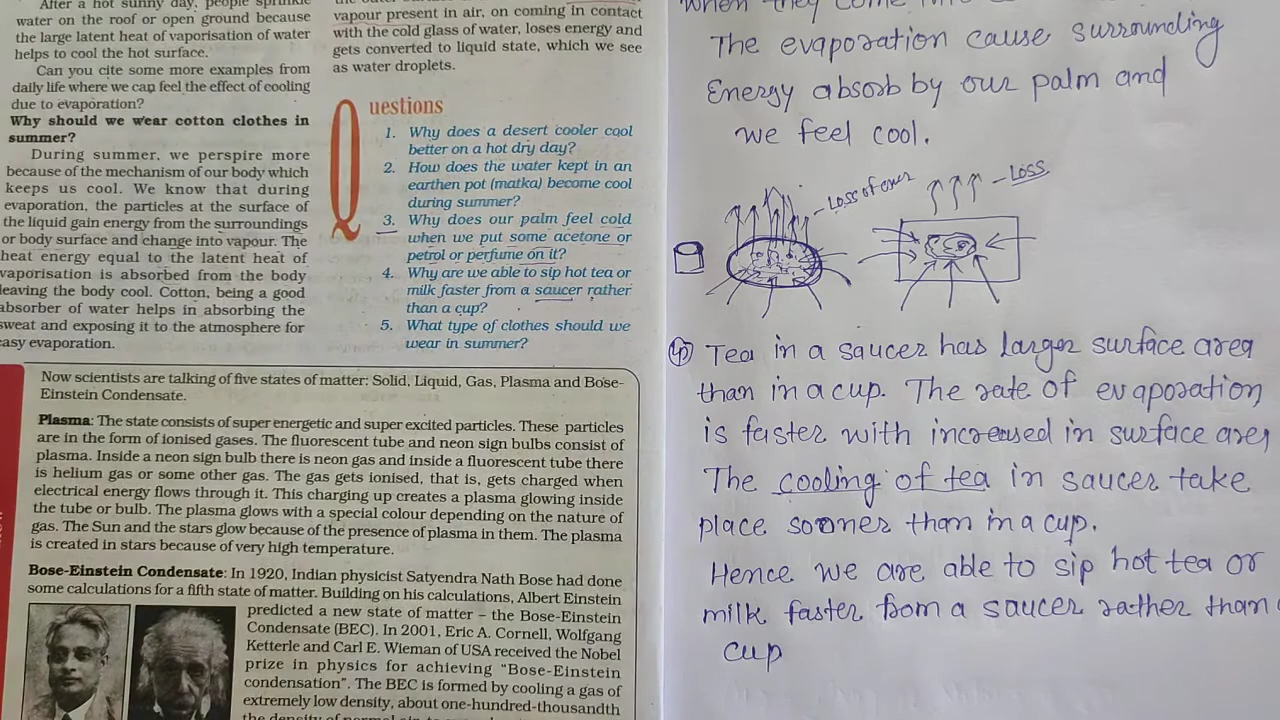 After a hot sunny day, people sprinkle
water on the roof or open ground because
the large latent heat of vaporisation of water
helps to cool the hot surface.
Can you cite some more examples from
daily life where we can feel the effect of cooling
due to evaporation?
Why should we wear cotton clothes in
summer?
During summer, we perspire more
because of the mechanism of our body which
keeps us cool. We know that during
evaporation, the particles at the surface of
the liquid gain energy from the surroundings
or body surface and change into vapour. The
heat energy equal to the latent heat of
vaporisation is absorbed from the body
leaving the body cool. Cotton, being a good
absorber of water helps in absorbing the
sweat and exposing it to the atmosphere for
easy evaporation.
vapour present in air, on coming in contact
with the cold glass of water, loses energy and
gets converted to liquid state, which we see
as water droplets.
Questions
1. Why does a desert cooler cool
better on a hot dry day?
2. How does the water kept in an
earthen pot (matka) become cool
during summer?
3. Why does our palm feel cold
when we put some acetone or
petrol or perfume on it?
4. Why are we able to sip hot tea or
milk faster from a saucer rather
than a cup?
5. What type of clothes should we
wear in summer?
Now scientists are talking of five states of matter: Solid, Liquid, Gas, Plasma and Bose-
Einstein Condensate.
Plasma: The state consists of super energetic and super excited particles. These particles
are in the form of ionised gases. The fluorescent tube and neon sign bulbs consist of
plasma. Inside a neon sign bulb there is neon gas and inside a fluorescent tube there
is helium gas or some other gas. The gas gets ionised, that is, gets charged when
electrical energy flows through it. This charging up creates a plasma glowing inside
the tube or bulb. The plasma glows with a special colour depending on the nature of
gas. The Sun and the stars glow because of the presence of plasma in them. The plasma
is created in stars because of very high temperature.
Bose-Einstein Condensate: In 1920, Indian physicist Satyendra Nath Bose had done
some calculations for a fifth state of matter. Building on his calculations, Albert Einstein
predicted a new state of matter – the Bose-Einstein
Condensate (BEC). In 2001, Eric A. Cornell, Wolfgang
Ketterle and Carl E. Wieman of USA received the Nobel
prize in physics for achieving "Bose-Einstein
condensation". The BEC is formed by cooling a gas of
extremely low density, about one-hundred-thousandth
the density of normal air
when they come
The evaporation cause surrounding
Energy absorb by our palm and
we feel cool.
Loss of
Loss
4) Tea in a saucer has larger surface area
than in a cup. The rate of evaporation
is faster with increased in surface area,
The cooling of tea in saucer take
place sooner than in a cup.
Hence we are able to sip hot tea or
milk faster from a saucer rather than
cup